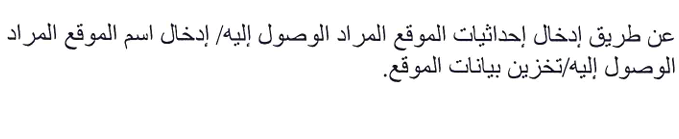 عن طريق إدخال إحداثيات الموقع المراد الوصول إليه/ إدخال اسم الموقع المراد
الوصول إليه/تخزين بيانات الموقع.